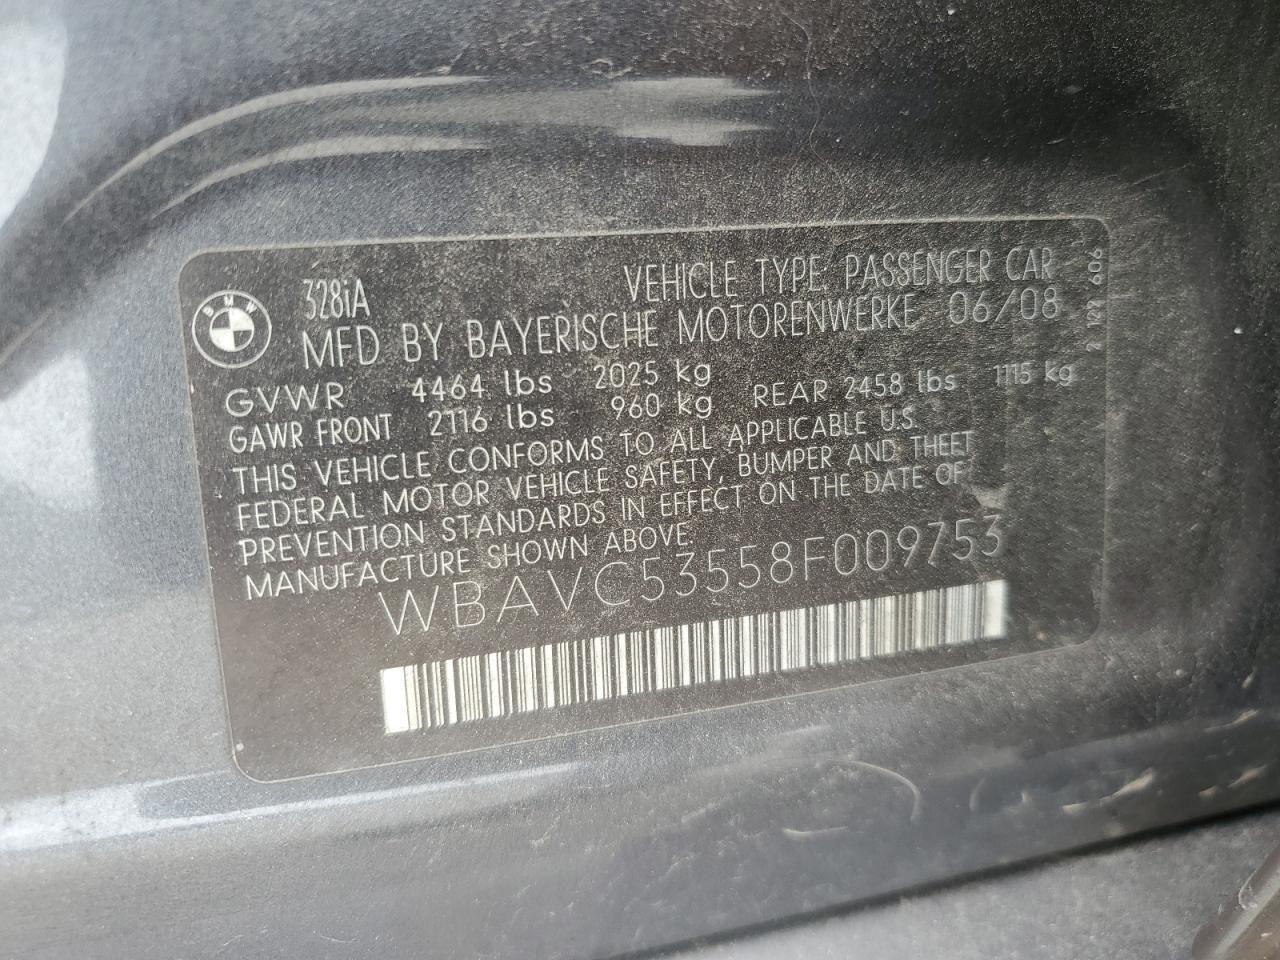 BMW
328iA VEHICLE TYPE: PASSENGER CAR
MFD BY BAYERISCHE MOTORENWERKE 06/08
GVWR 4464 lbs 2025 kg
GAWR FRONT 2116 lbs 960 kg REAR 2458 lbs 1115 kg
THIS VEHICLE CONFORMS TO ALL APPLICABLE U.S.
FEDERAL MOTOR VEHICLE SAFETY, BUMPER AND THEFT
PREVENTION STANDARDS IN EFFECT ON THE DATE OF
MANUFACTURE SHOWN ABOVE.
WBAVC53558F009753